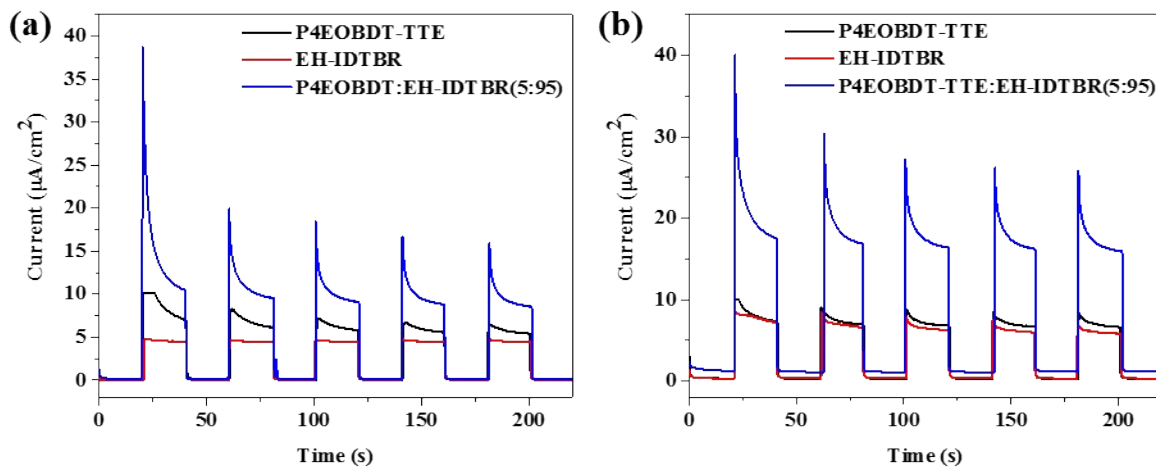 (a)
P4EOBDT-TTE
EH-IDTBR
P4EOBDT:EH-IDTBR(5:95)
Current (μA/cm2)
40
35
30
25
20
15
10
5
0
0 50 100 150 200
Time (s)
(b)
P4EOBDT-TTE
EH-IDTBR
P4EOBDT-TTE:EH-IDTBR(5:95)
Current (μA/cm2)
40
30
20
10
0
0 50 100 150 200
Time (s)